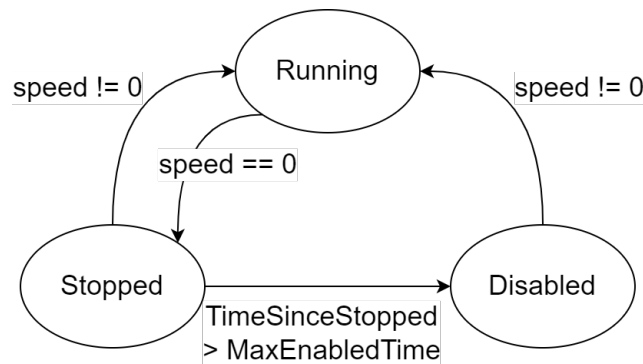 Running
speed != 0
speed != 0
speed == 0
Stopped
Disabled
TimeSinceStopped
> MaxEnabledTime